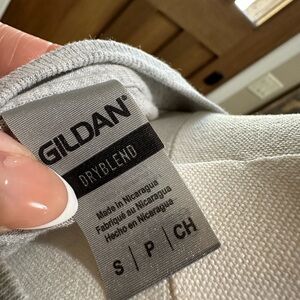 GILDAN
DRYBLEND
Made in Nicaragua
Fabriqué au Nicaragua
Hecho en Nicaragua
S | P | CH